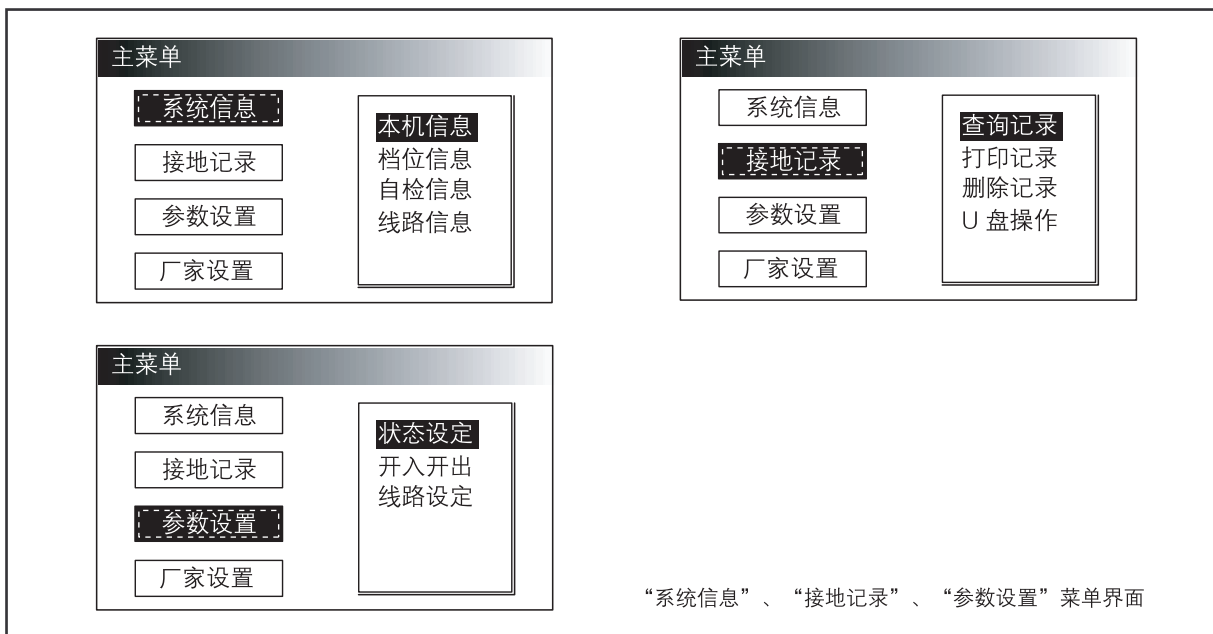 主菜单
系统信息
接地记录
参数设置
厂家设置
本机信息
档位信息
自检信息
线路信息
主菜单
系统信息
接地记录
参数设置
厂家设置
查询记录
打印记录
删除记录
U 盘操作
主菜单
系统信息
接地记录
参数设置
厂家设置
状态设定
开入开出
线路设定
“系统信息”、“接地记录”、“参数设置”菜单界面